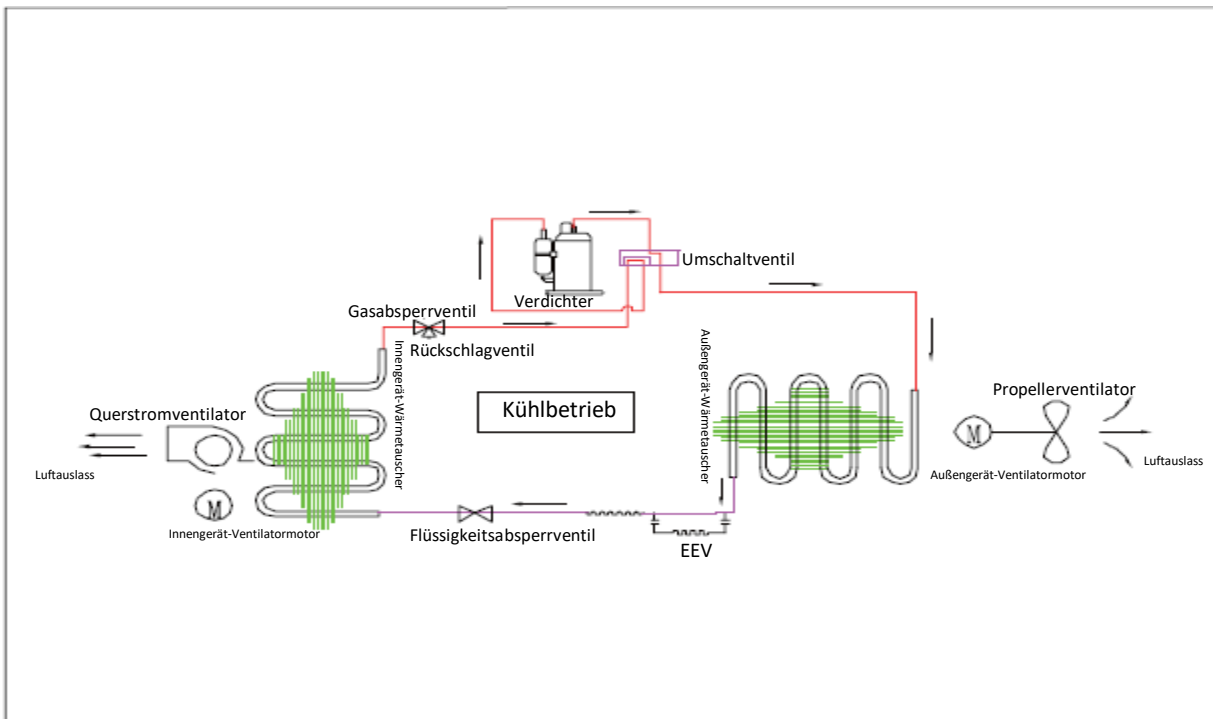 Umschaltventil
Verdichter
Gasabsperrventil
Rückschlagventil
Innengerät-Wärmetauscher
Außengerät-Wärmetauscher
Kühlbetrieb
Querstromventilator
Propellerventilator
M
Luftauslass
Luftauslass
Außengerät-Ventilatormotor
M
Innengerät-Ventilatormotor
Flüssigkeitsabsperrventil
EEV